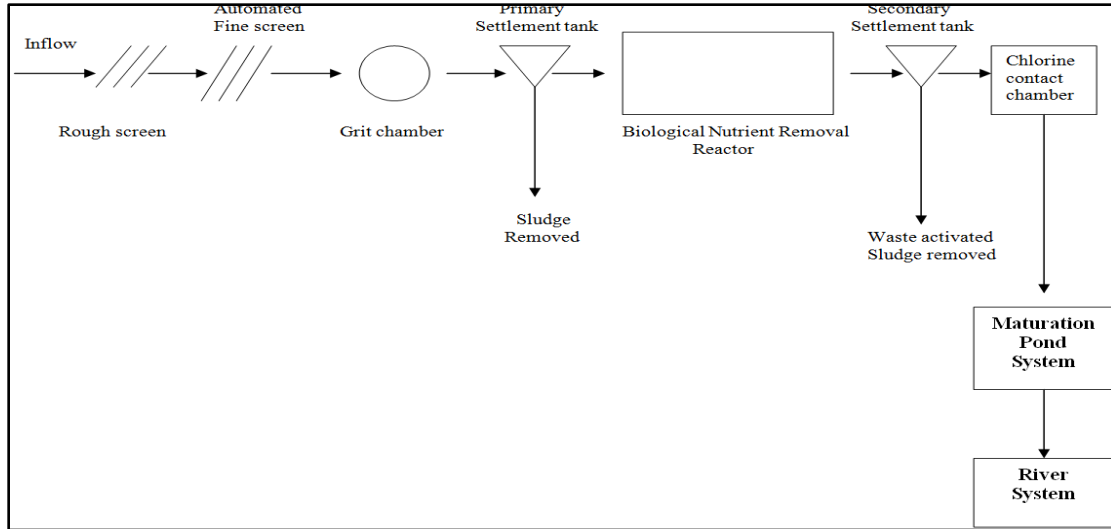 Automated
Fine screen
Primary
Settlement tank
Secondary
Settlement tank
Inflow
Chlorine
contact
chamber
Rough screen
Grit chamber
Biological Nutrient Removal
Reactor
Sludge
Removed
Waste activated
Sludge removed
Maturation
Pond
System
River
System